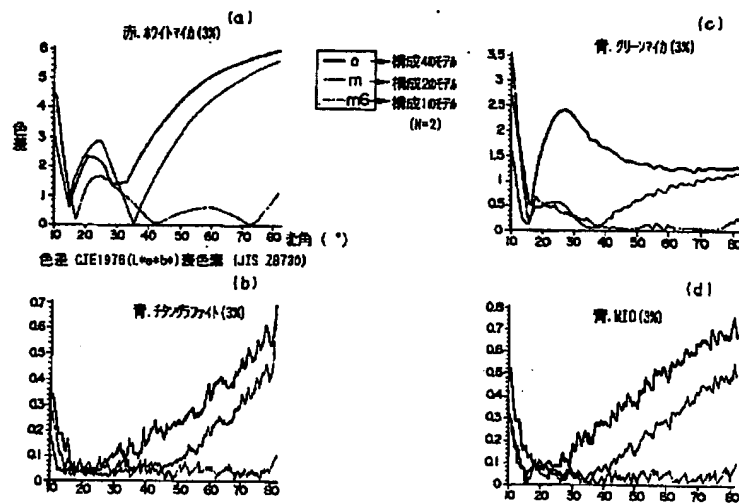 (a)
赤.ホワイトマイカ(3%)
6
5
4
3
2
1
0
10 20 30 40 50 60 70 80
o 構成4のモデル
m 構成2のモデル
m6 構成1のモデル
(N=2)
(c)
青.グリーンマイカ(3%)
3.5
3
2.5
2
1.5
1
0.5
0
10 20 30 40 50 60 70 80
角(°)
色差 CIE1976(L*a*b*)表色系 (JIS Z8730)
(b)
青.チタングラファイト(3%)
0.7
0.6
0.5
0.4
0.3
0.2
0.1
0
10 20 30 40 50 60 70 80
(d)
青.MIO(3%)
0.8
0.7
0.6
0.5
0.4
0.3
0.2
0.1
0
10 20 30 40 50 60 70 80